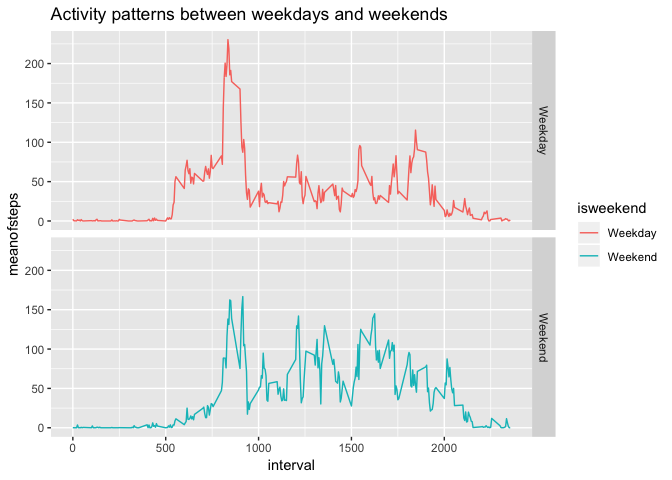 Activity patterns between weekdays and weekends
meanofsteps
200
150
100
50
0
Weekday
200
150
100
50
0
Weekend
0 500 1000 1500 2000
interval
isweekend
Weekday
Weekend